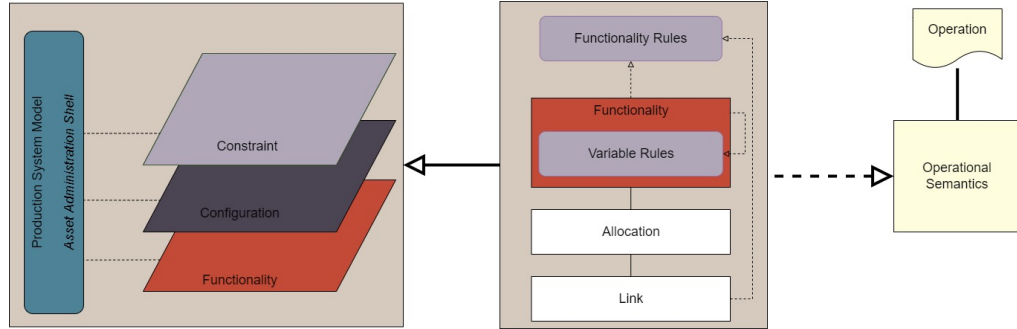 Production System Model
Asset Administration Shell
Constraint
Configuration
Functionality
Functionality Rules
Functionality
Variable Rules
Allocation
Link
Operation
Operational
Semantics